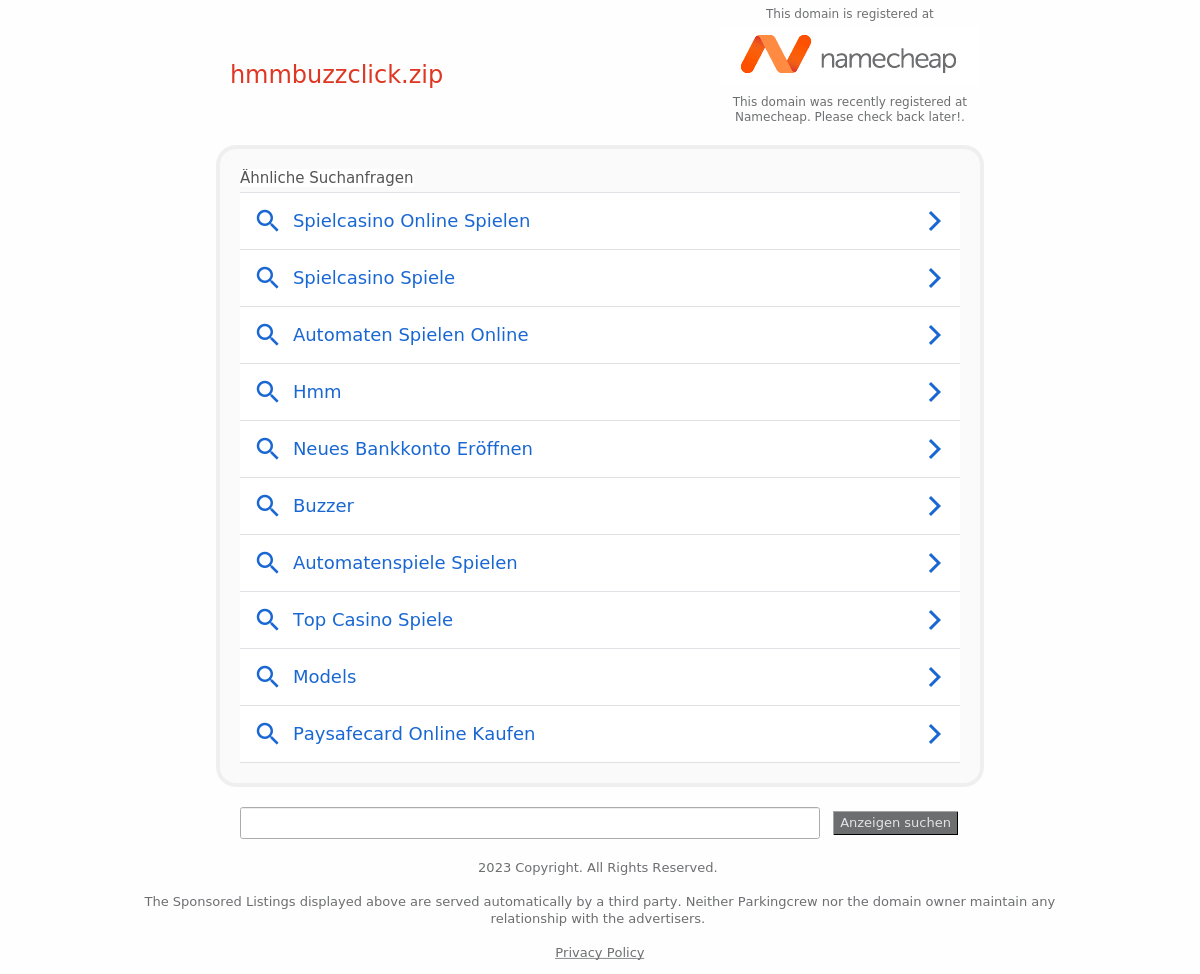 This domain is registered at
namecheap
hmmbuzzclick.zip
This domain was recently registered at
Namecheap. Please check back later!.
Ähnliche Suchanfragen
Spielcasino Online Spielen
Spielcasino Spiele
Automaten Spielen Online
Hmm
Neues Bankkonto Eröffnen
Buzzer
Automatenspiele Spielen
Top Casino Spiele
Models
Paysafecard Online Kaufen
Anzeigen suchen
2023 Copyright. All Rights Reserved.
The Sponsored Listings displayed above are served automatically by a third party. Neither Parkingcrew nor the domain owner maintain any
relationship with the advertisers.
Privacy Policy